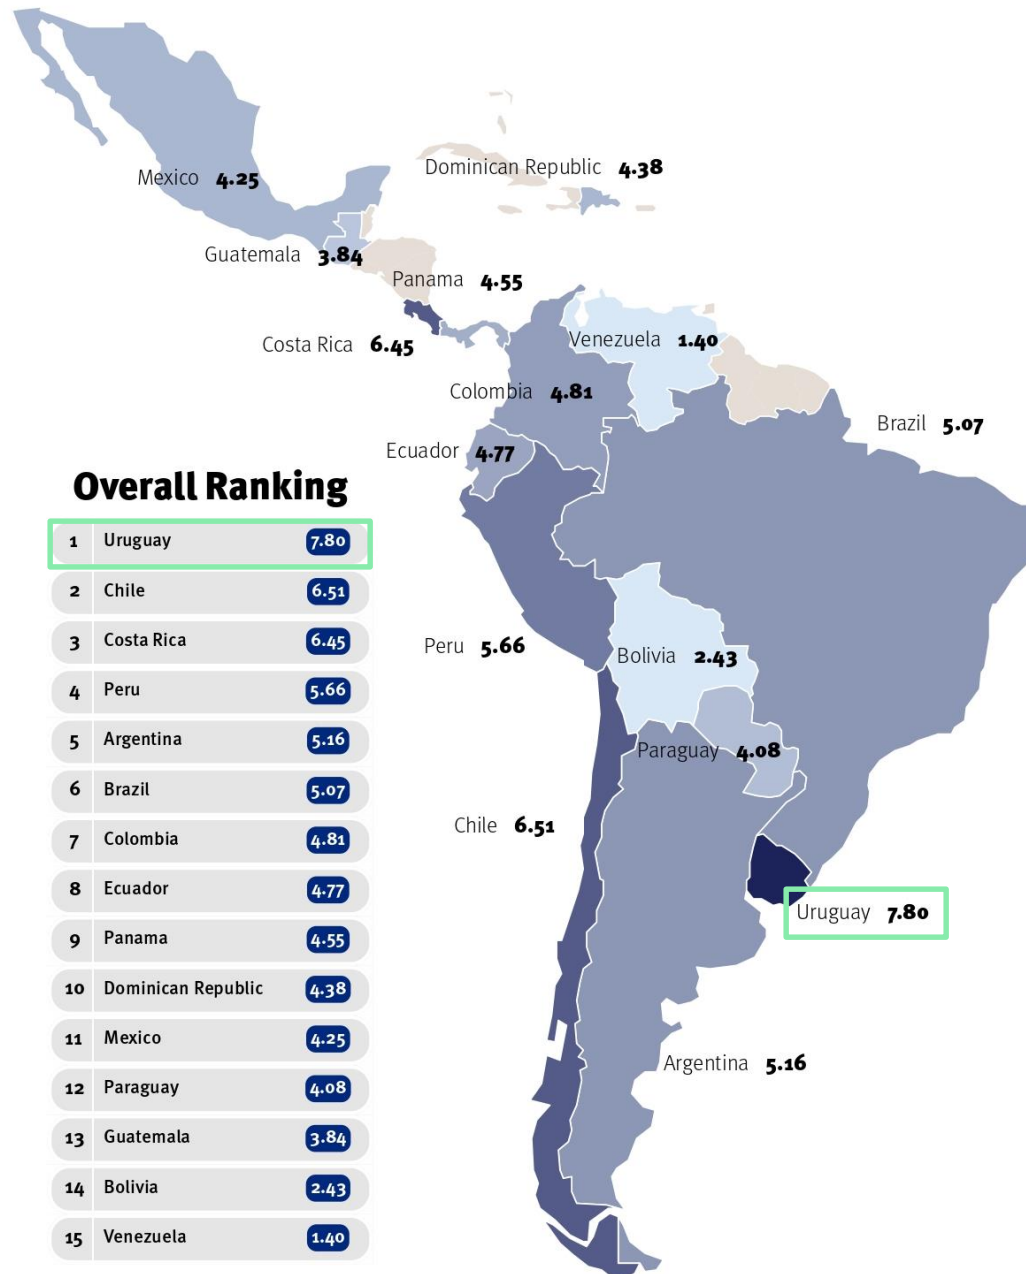 Dominican Republic 4.38
Mexico 4.25
Guatemala 3.84
Panama 4.55
Costa Rica 6.45
Venezuela 1.40
Colombia 4.81
Brazil 5.07
Ecuador 4.77
Overall Ranking
1 Uruguay 7.80
2 Chile 6.51
3 Costa Rica 6.45
4 Peru 5.66
5 Argentina 5.16
6 Brazil 5.07
7 Colombia 4.81
8 Ecuador 4.77
9 Panama 4.55
10 Dominican Republic 4.38
11 Mexico 4.25
12 Paraguay 4.08
13 Guatemala 3.84
14 Bolivia 2.43
15 Venezuela 1.40
Peru 5.66
Bolivia 2.43
Paraguay 4.08
Chile 6.51
Uruguay 7.80
Argentina 5.16